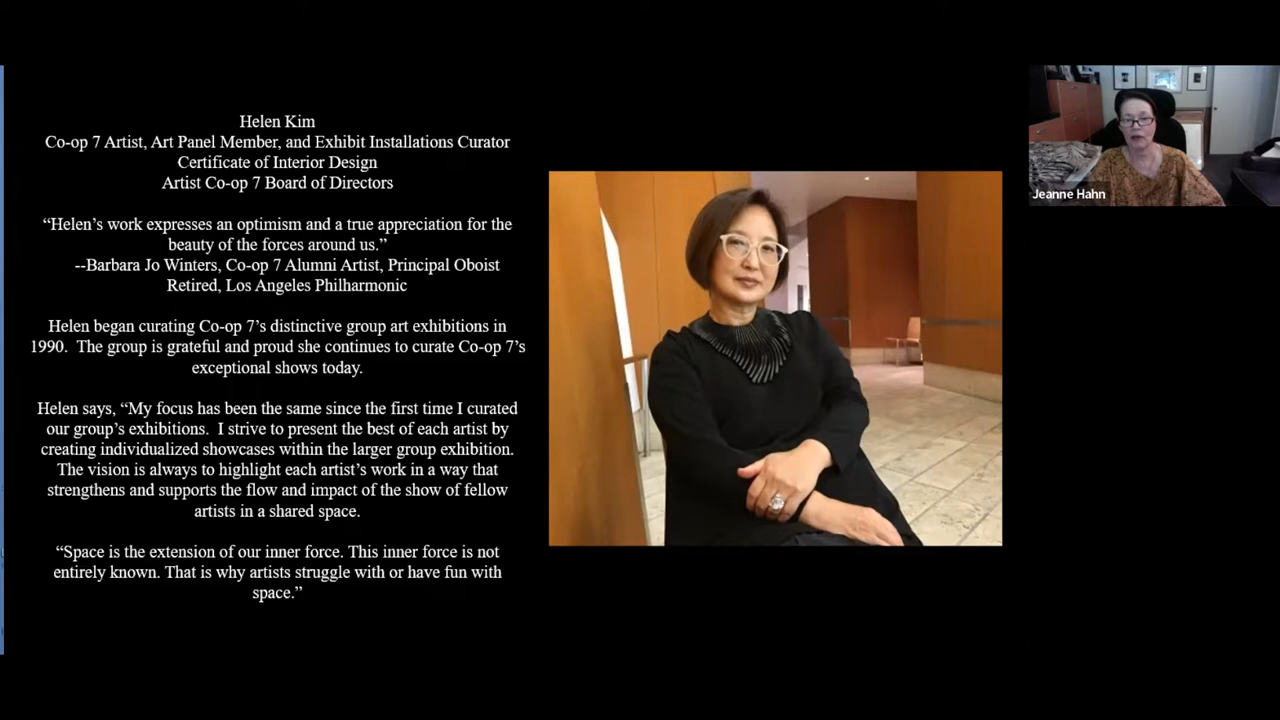 Helen Kim
Co-op 7 Artist, Art Panel Member, and Exhibit Installations Curator
Certificate of Interior Design
Artist Co-op 7 Board of Directors
“Helen’s work expresses an optimism and a true appreciation for the
beauty of the forces around us.”
--Barbara Jo Winters, Co-op 7 Alumni Artist, Principal Oboist
Retired, Los Angeles Philharmonic
Helen began curating Co-op 7’s distinctive group art exhibitions in
1990.  The group is grateful and proud she continues to curate Co-op 7’s
exceptional shows today.
Helen says, “My focus has been the same since the first time I curated
our group’s exhibitions.  I strive to present the best of each artist by
creating individualized showcases within the larger group exhibition.
The vision is always to highlight each artist’s work in a way that
strengthens and supports the flow and impact of the show of fellow
artists in a shared space.
“Space is the extension of our inner force. This inner force is not
entirely known. That is why artists struggle with or have fun with
space.”
Jeanne Hahn